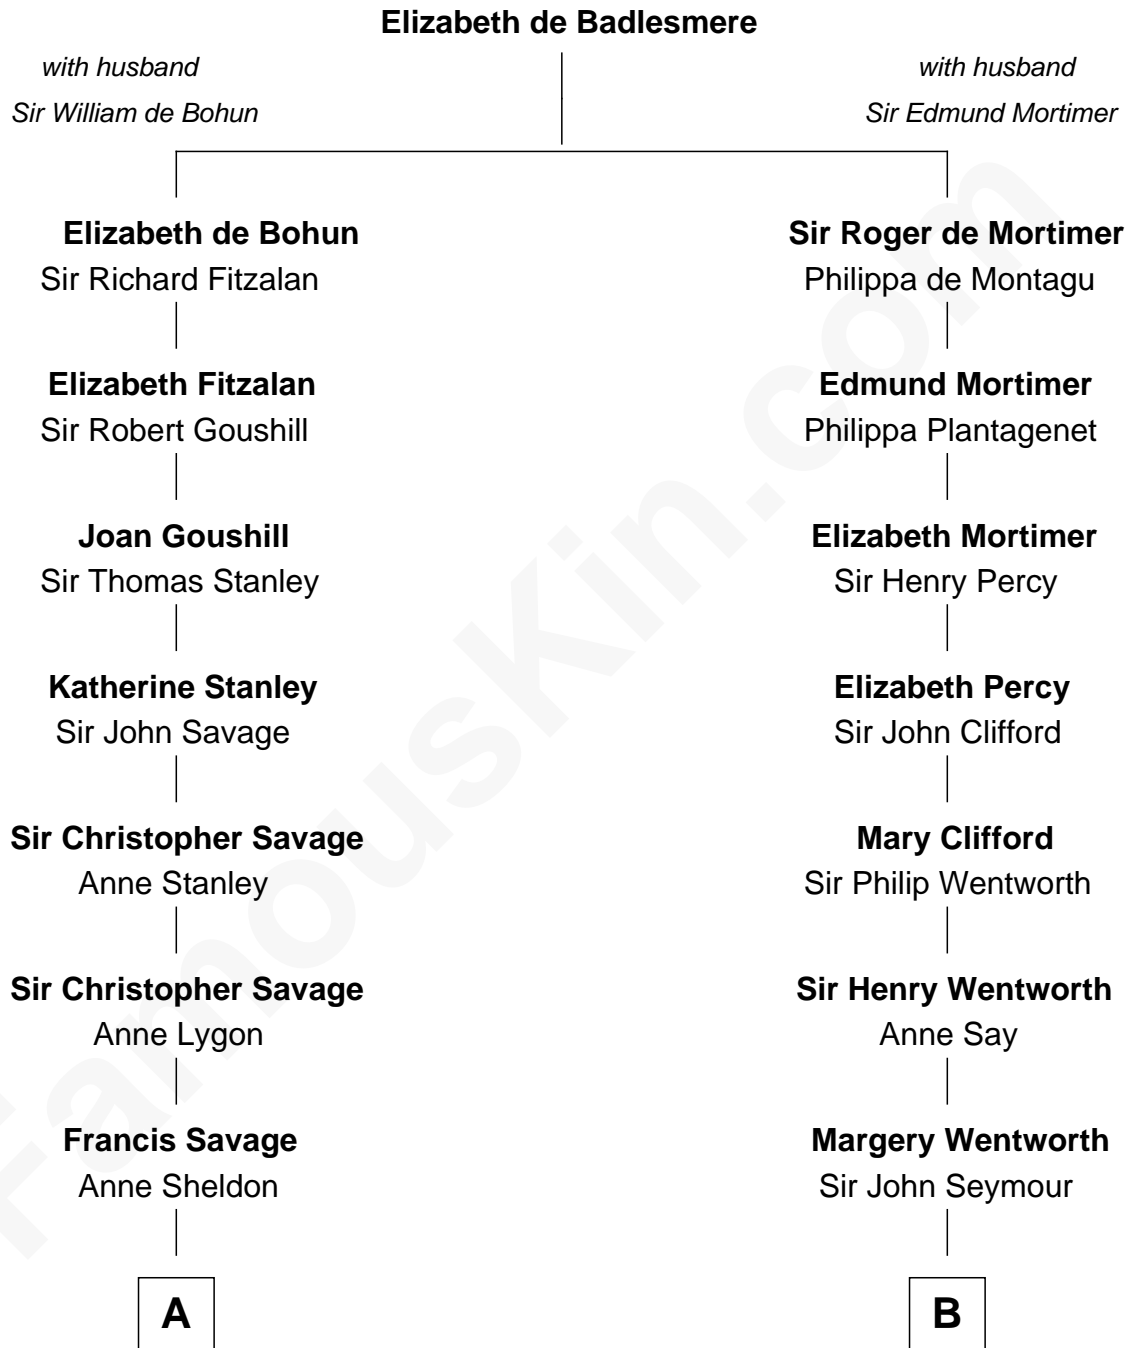 Elizabeth de Badlesmere
with husband
Sir William de Bohun
with husband
Sir Edmund Mortimer
Elizabeth de Bohun
Sir Richard Fitzalan
Sir Roger de Mortimer
Philippa de Montagu
Elizabeth Fitzalan
Sir Robert Goushill
Edmund Mortimer
Philippa Plantagenet
Joan Goushill
Sir Thomas Stanley
Elizabeth Mortimer
Sir Henry Percy
Katherine Stanley
Sir John Savage
Elizabeth Percy
Sir John Clifford
Sir Christopher Savage
Anne Stanley
Mary Clifford
Sir Philip Wentworth
Sir Christopher Savage
Anne Lygon
Sir Henry Wentworth
Anne Say
Francis Savage
Anne Sheldon
Margery Wentworth
Sir John Seymour
A
B
FamousKin.com